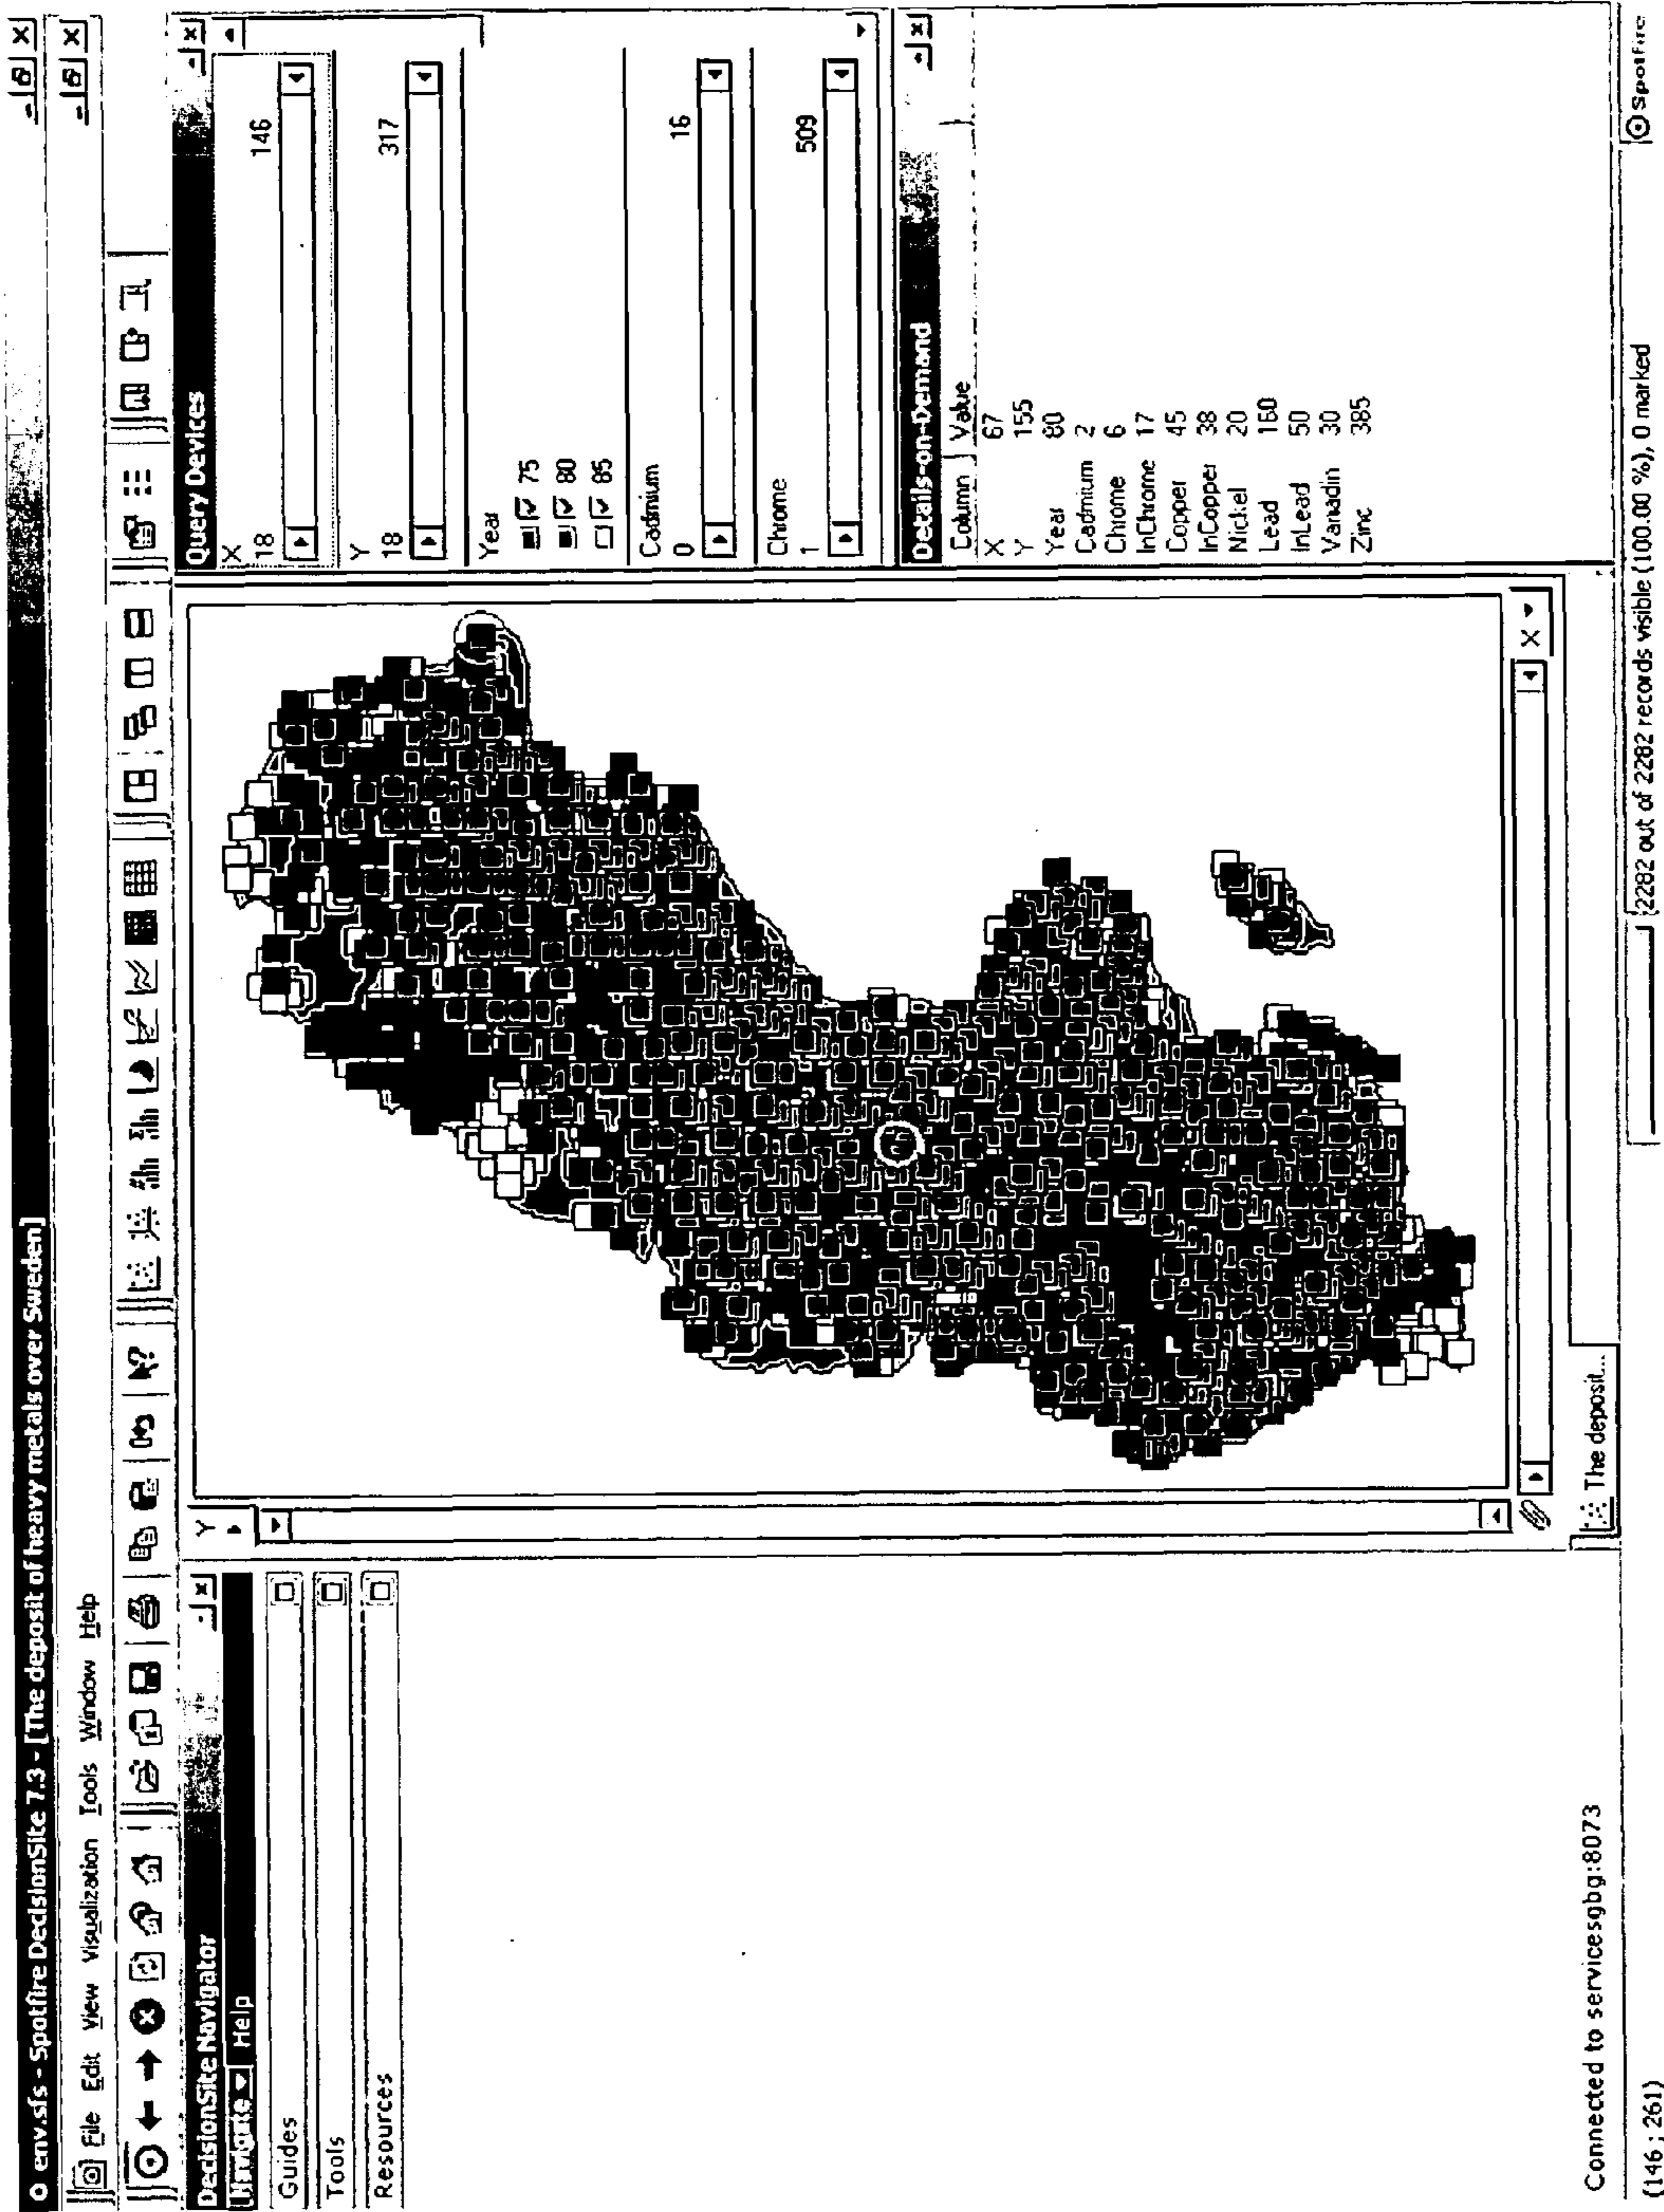 env.sfs - Spotfire DecisionSite 7.3 - [The deposit of heavy metals over Sweden]
File Edit View Visualization Tools Window Help
DecisionSite Navigator
Navigate Help
Guides
Tools
Resources
Connected to servicesgbg:8073
Y
X
The deposit...
Query Devices
X
18 146
Y
18 317
Year
75
80
85
Cadmium
0 16
Chrome
1 509
Details-on-Demand
Column Value
X 67
Y 155
Year 80
Cadmium 2
Chrome 6
InChrome 17
Copper 45
InCopper 38
Nickel 20
Lead 160
InLead 50
Vanadin 30
Zinc 385
(146 ; 261)
2282 out of 2282 records visible (100.00 %), 0 marked
Spotfire